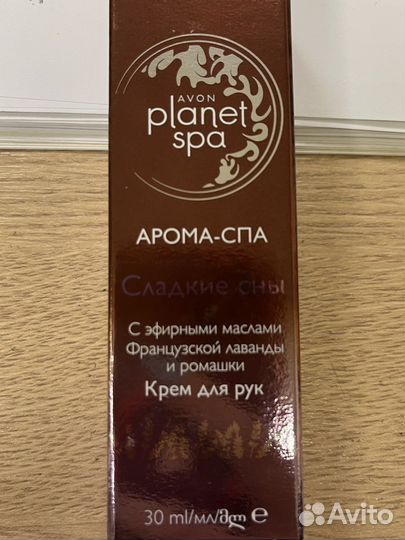 AVON
planet
spa
АРОМА-СПА
Сладкие сны
С эфирными маслами
Французской лаванды
и ромашки
Крем для рук
30 ml/мл/მლ e
Avito